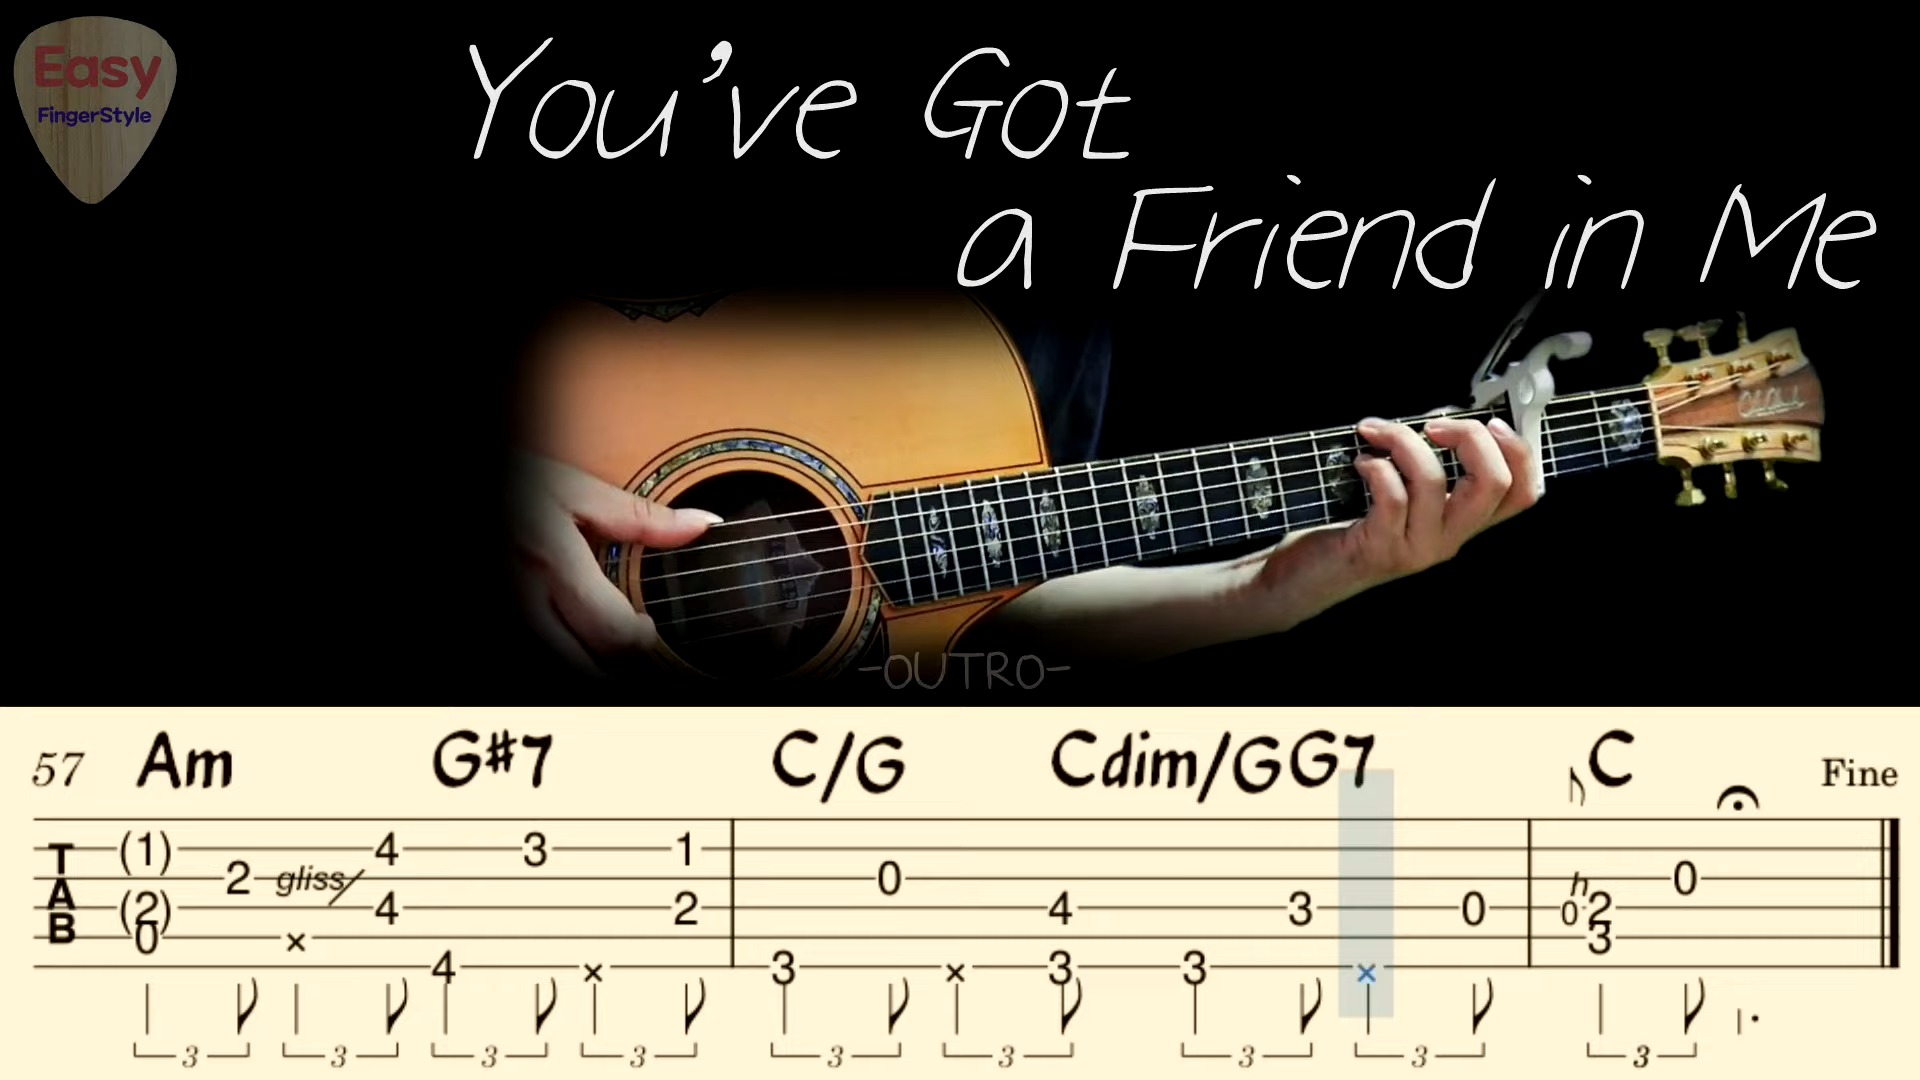 Easy
FingerStyle
You've Got
a Friend in Me
-OUTRO-
57 Am G#7 C/G Cdim/G G7 C Fine
T
A
B
(1) 4 3 1
2 gliss 0 h 0
(2) 4 2 4 3 0 0 2
0 × 3
4 × 3 × 3 3 ×
3 3 3 3 3 3 3 3 3